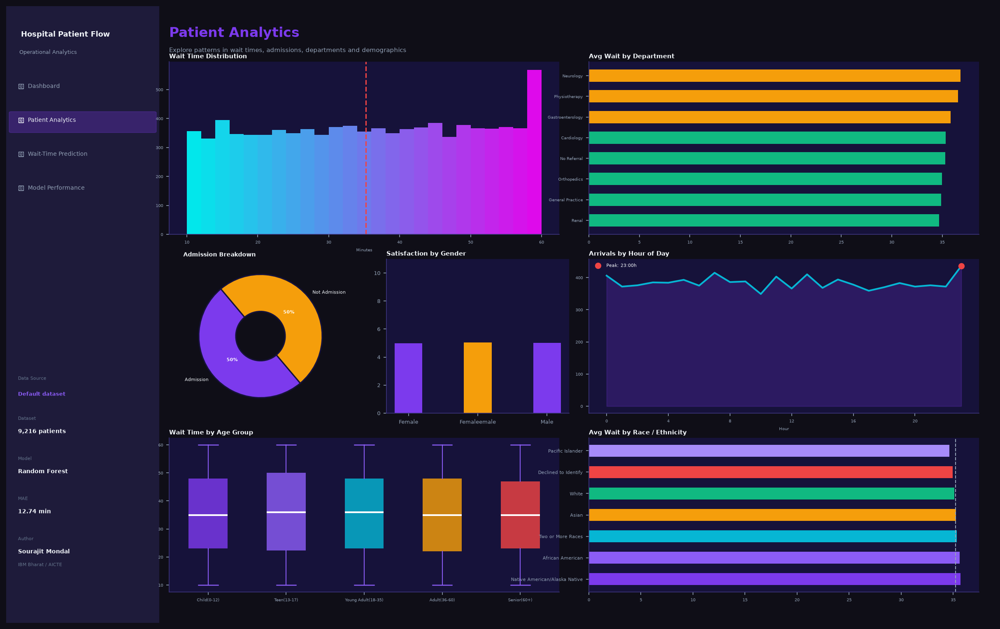 Hospital Patient Flow
Operational Analytics
Dashboard
Patient Analytics
Wait-Time Prediction
Model Performance
Data Source
Default dataset
Dataset
9,216 patients
Model
Random Forest
MAE
12.74 min
Author
Sourajit Mondal
IBM Bharat / AICTE
Patient Analytics
Explore patterns in wait times, admissions, departments and demographics
Wait Time Distribution
500
400
300
200
100
0
10 20 30 40 50 60
Minutes
Avg Wait by Department
Neurology
Physiotherapy
Gastroenterology
Cardiology
No Referral
Orthopedics
General Practice
Renal
0 5 10 15 20 25 30 35
Admission Breakdown
Not Admission
50%
50%
Admission
Satisfaction by Gender
10
8
6
4
2
0
Female Femaleemale Male
Arrivals by Hour of Day
Peak: 23:00h
400
300
200
100
0
0 4 8 12 16 20
Hour
Wait Time by Age Group
60
50
40
30
20
10
Child(0-12) Teen(13-17) Young Adult(18-35) Adult(36-60) Senior(60+)
Avg Wait by Race / Ethnicity
Pacific Islander
Declined to Identify
White
Asian
Two or More Races
African American
Native American/Alaska Native
0 5 10 15 20 25 30 35